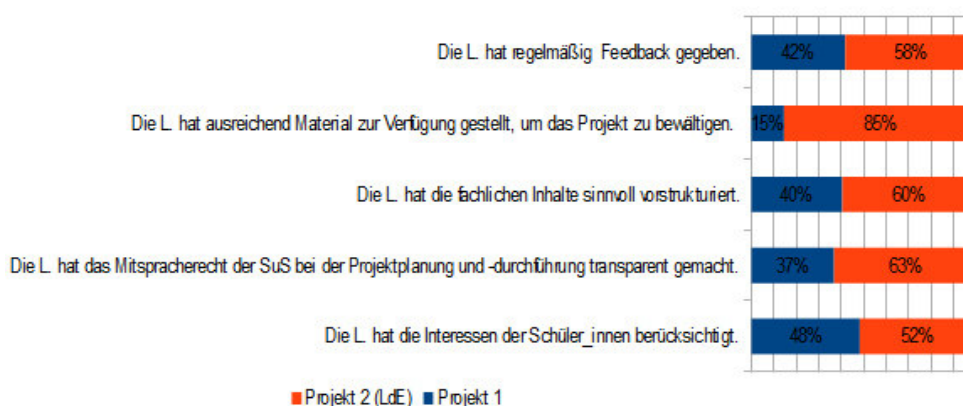 Die L. hat regelmäßig Feedback gegeben. 42% 58%
Die L. hat ausreichend Material zur Verfügung gestellt, um das Projekt zu bewältigen. 15% 85%
Die L. hat die fachlichen Inhalte sinnvoll vorstrukturiert. 40% 60%
Die L. hat das Mitspracherecht der SuS bei der Projektplanung und -durchführung transparent gemacht. 37% 63%
Die L. hat die Interessen der Schüler_innen berücksichtigt. 48% 52%
Projekt 2 (LdE) Projekt 1